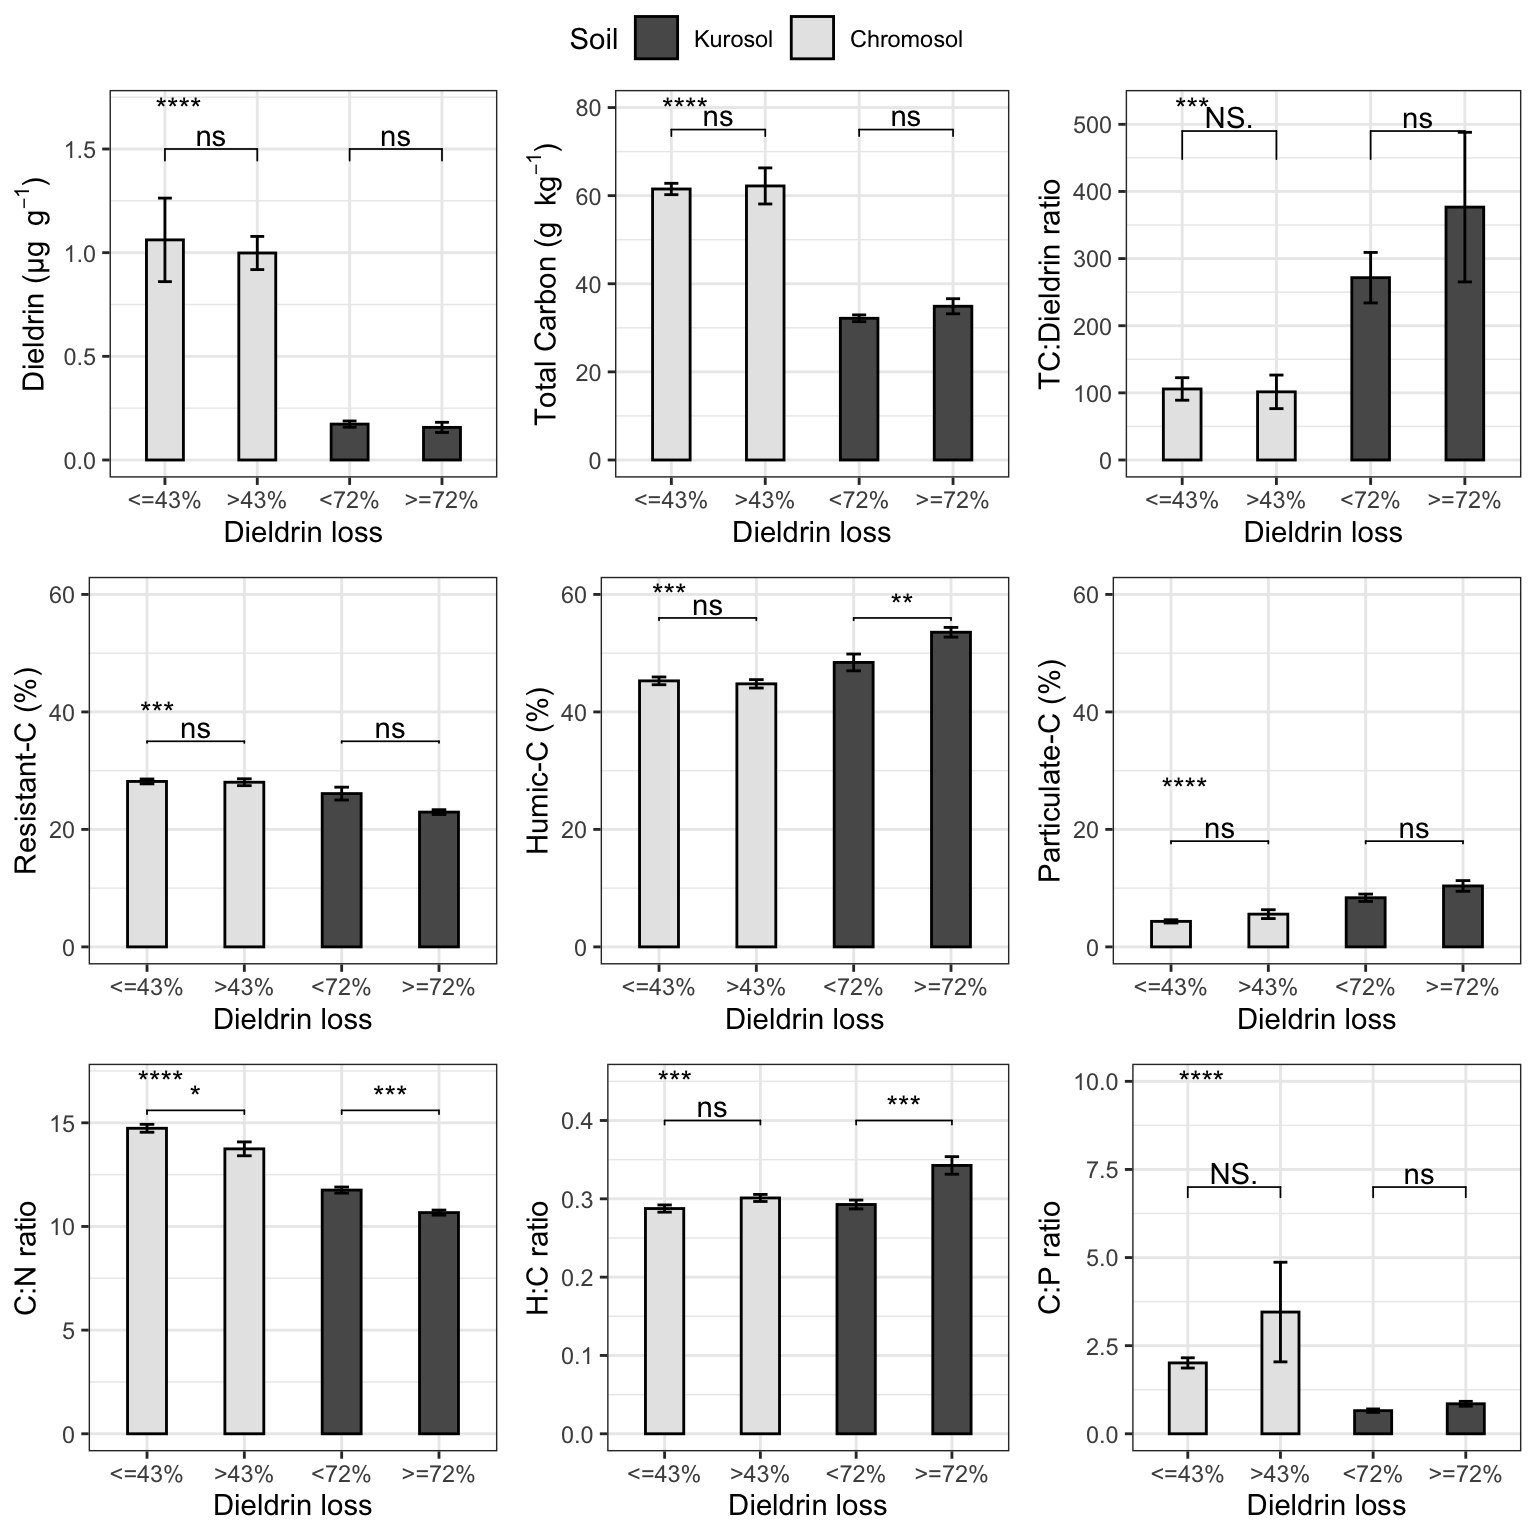 Soil Kurosol Chromosol
Dieldrin (µg g⁻¹)
1.5
1.0
0.5
0.0
****
ns
ns
<=43% >43% <72% >=72%
Dieldrin loss
Total Carbon (g kg⁻¹)
80
60
40
20
0
****
ns
ns
<=43% >43% <72% >=72%
Dieldrin loss
TC:Dieldrin ratio
500
400
300
200
100
0
***
NS.
ns
<=43% >43% <72% >=72%
Dieldrin loss
Resistant-C (%)
60
40
20
0
***
ns
ns
<=43% >43% <72% >=72%
Dieldrin loss
Humic-C (%)
60
40
20
0
***
ns
**
<=43% >43% <72% >=72%
Dieldrin loss
Particulate-C (%)
60
40
20
0
****
ns
ns
<=43% >43% <72% >=72%
Dieldrin loss
C:N ratio
15
10
5
0
****
*
***
<=43% >43% <72% >=72%
Dieldrin loss
H:C ratio
0.4
0.3
0.2
0.1
0.0
***
ns
***
<=43% >43% <72% >=72%
Dieldrin loss
C:P ratio
10.0
7.5
5.0
2.5
0.0
****
NS.
ns
<=43% >43% <72% >=72%
Dieldrin loss